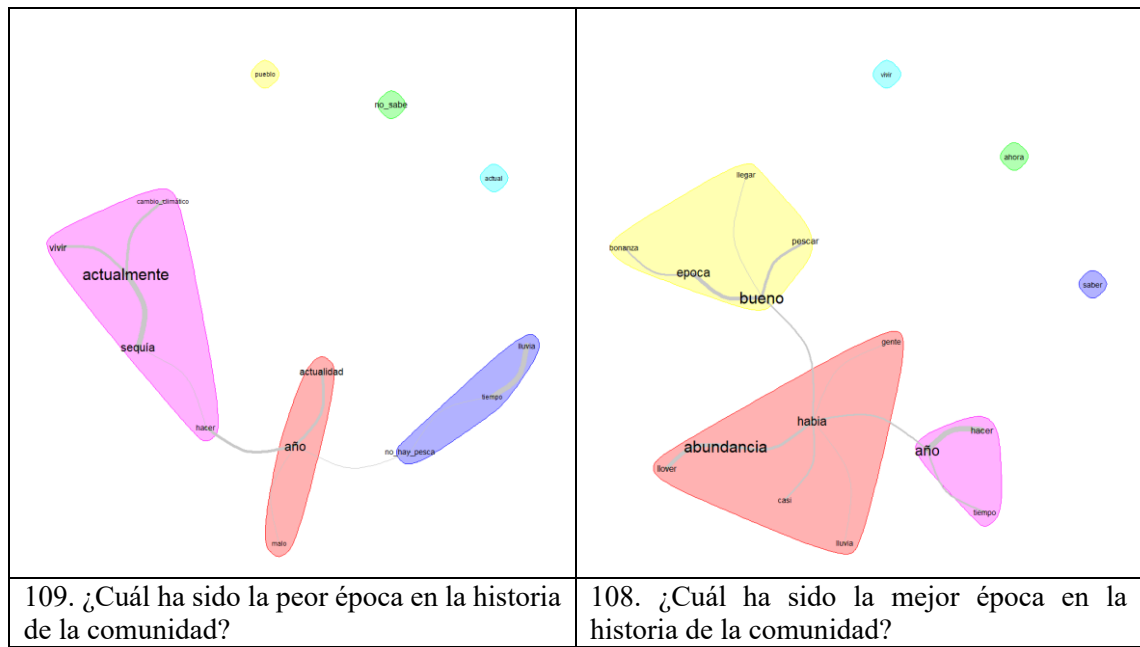 pueblo
no_sabe
actual
cambio_climático
vivir
actualmente
sequía
lluvia
actualidad
tiempo
hacer
año
no_hay_pesca
malo
109. ¿Cuál ha sido la peor época en la historia
de la comunidad?
vivir
ahora
llegar
bonanza
pescar
epoca
bueno
saber
gente
habia
hacer
abundancia
año
llover
casi
tiempo
lluvia
108. ¿Cuál ha sido la mejor época en la
historia de la comunidad?